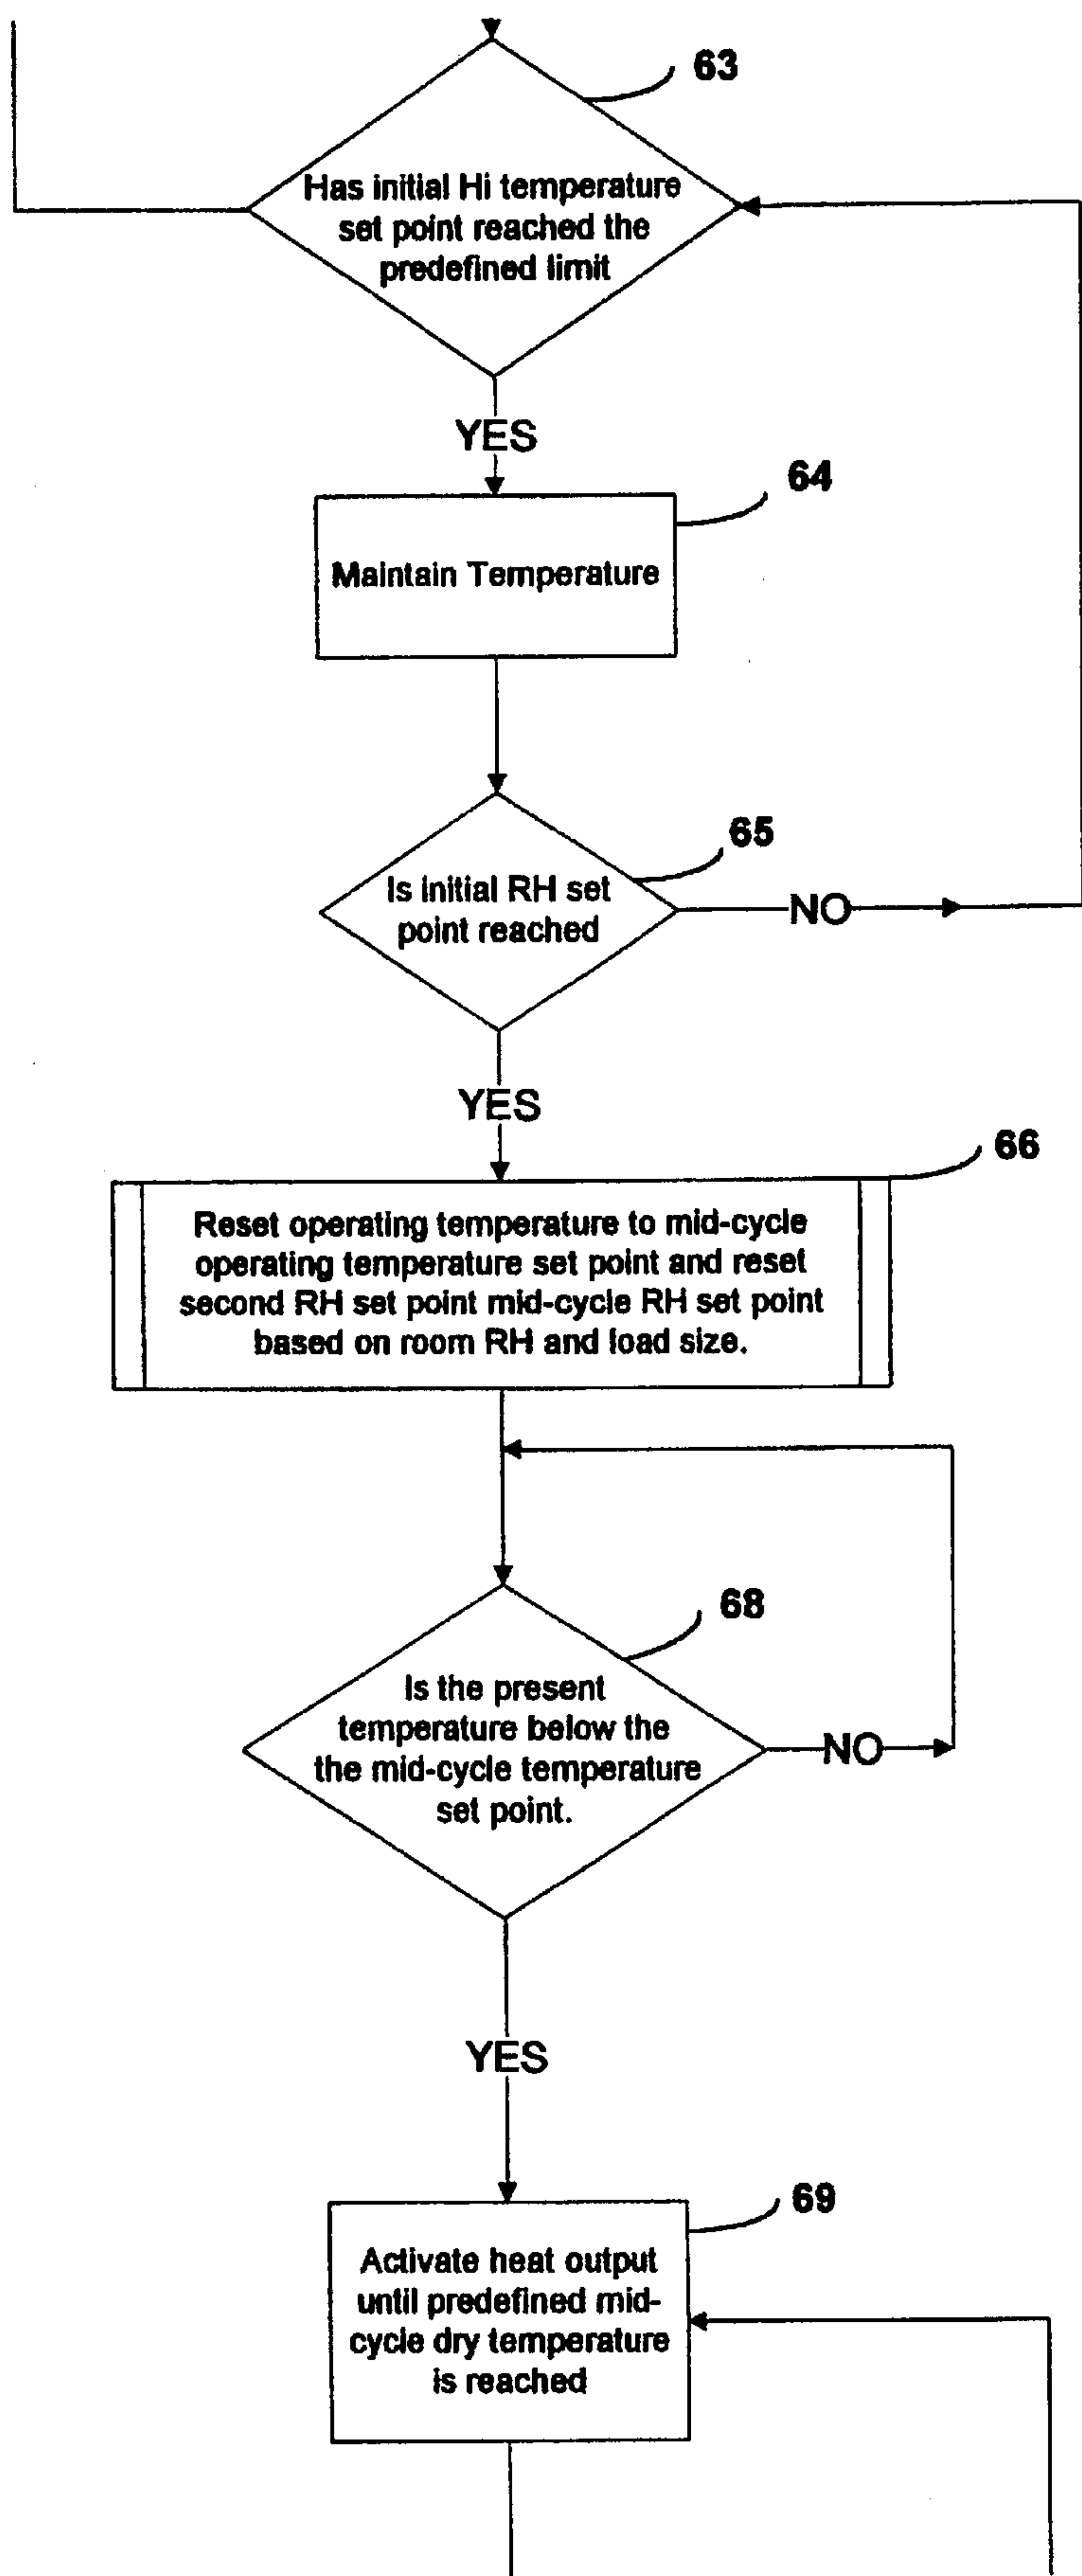 63
Has initial Hi temperature
set point reached the
predefined limit
YES
64
Maintain Temperature
65
Is initial RH set
point reached
NO
YES
66
Reset operating temperature to mid-cycle
operating temperature set point and reset
second RH set point mid-cycle RH set point
based on room RH and load size.
68
Is the present
temperature below the
the mid-cycle temperature
set point.
NO
YES
69
Activate heat output
until predefined mid-
cycle dry temperature
is reached